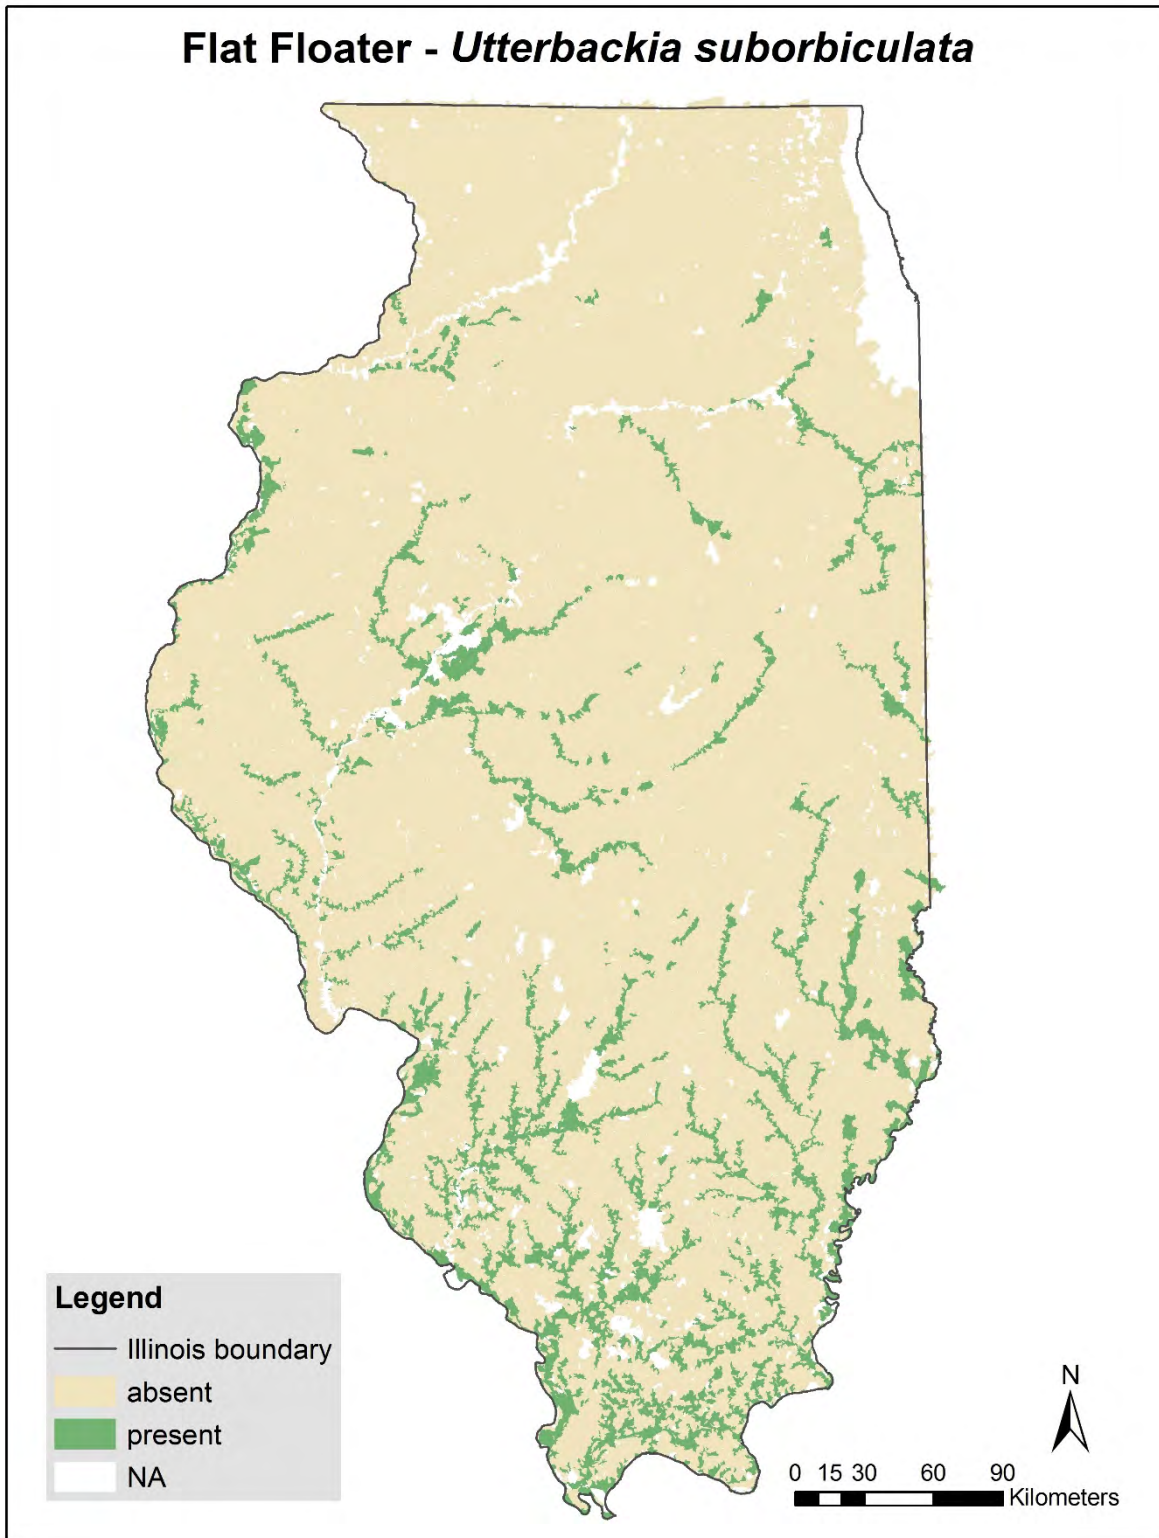 Flat Floater - Utterbackia suborbiculata
Legend
Illinois boundary
absent
present
NA
N
0 15 30 60 90
Kilometers